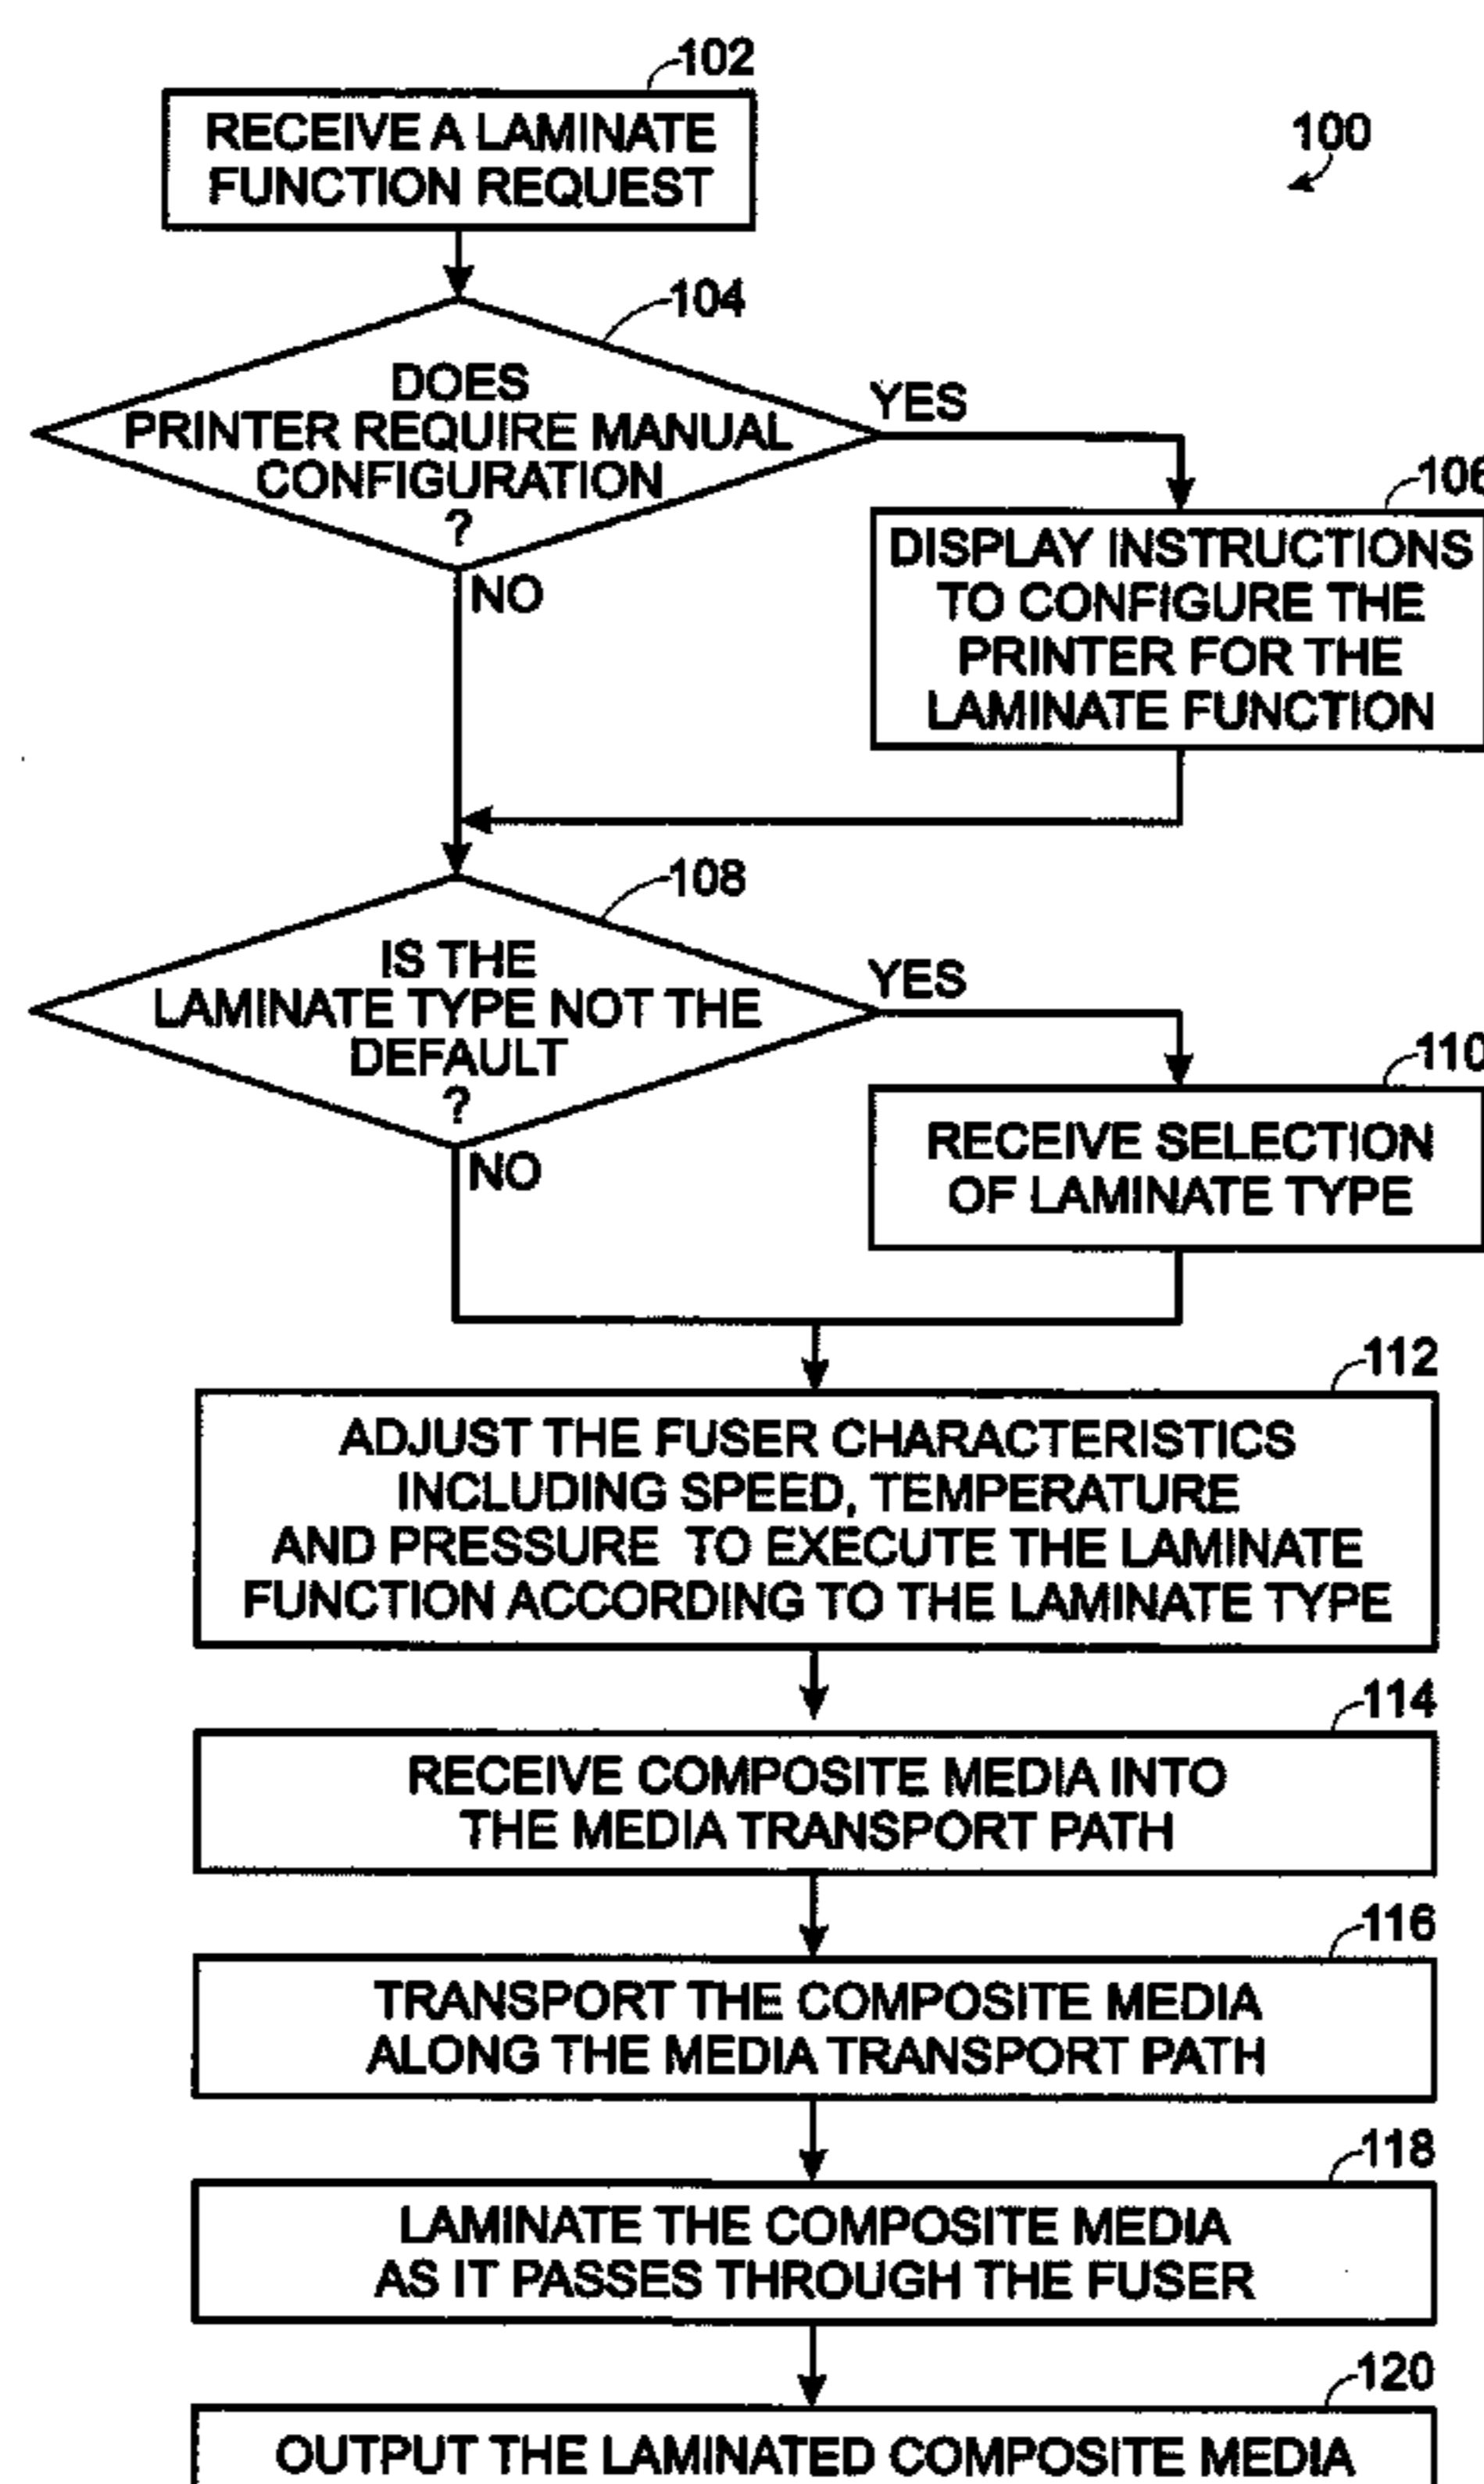 102
RECEIVE A LAMINATE
FUNCTION REQUEST
100
104
DOES
PRINTER REQUIRE MANUAL
CONFIGURATION
?
YES
NO
106
DISPLAY INSTRUCTIONS
TO CONFIGURE THE
PRINTER FOR THE
LAMINATE FUNCTION
108
IS THE
LAMINATE TYPE NOT THE
DEFAULT
?
YES
NO
110
RECEIVE SELECTION
OF LAMINATE TYPE
112
ADJUST THE FUSER CHARACTERISTICS
INCLUDING SPEED, TEMPERATURE
AND PRESSURE TO EXECUTE THE LAMINATE
FUNCTION ACCORDING TO THE LAMINATE TYPE
114
RECEIVE COMPOSITE MEDIA INTO
THE MEDIA TRANSPORT PATH
116
TRANSPORT THE COMPOSITE MEDIA
ALONG THE MEDIA TRANSPORT PATH
118
LAMINATE THE COMPOSITE MEDIA
AS IT PASSES THROUGH THE FUSER
120
OUTPUT THE LAMINATED COMPOSITE MEDIA